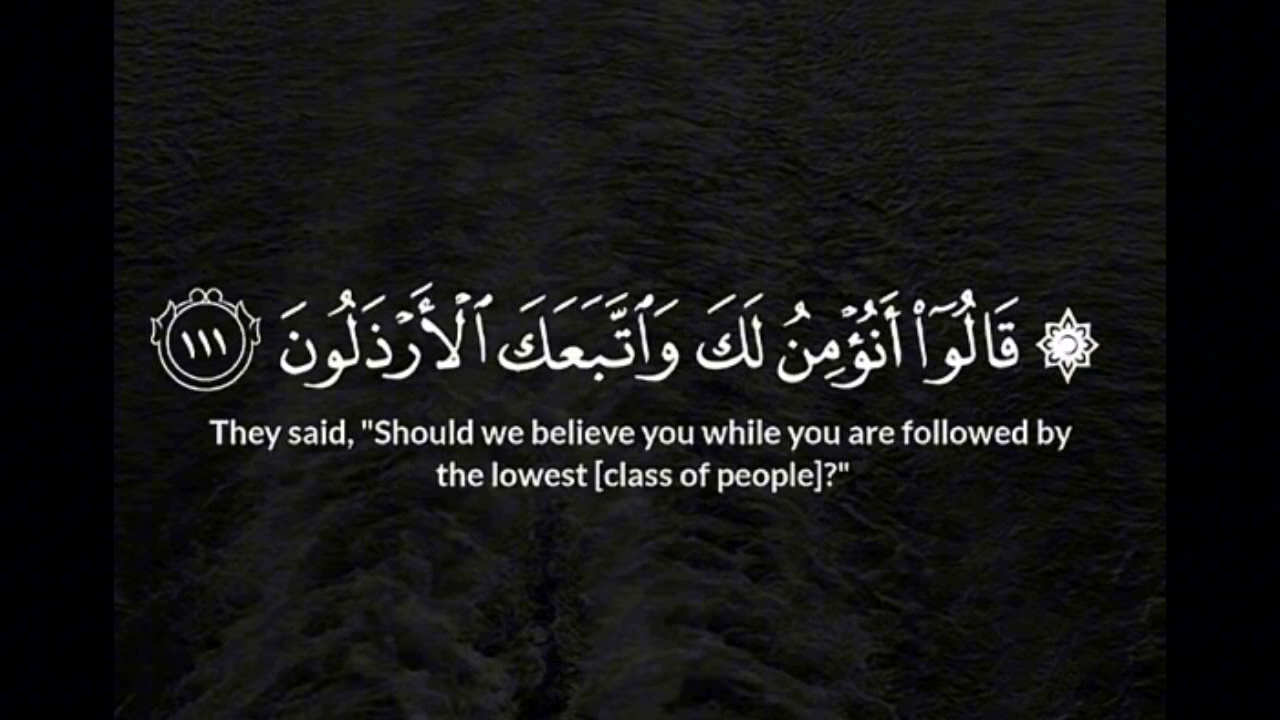 ۞ قَالُوٓا۟ أَنُؤْمِنُ لَكَ وَٱتَّبَعَكَ ٱلْأَرْذَلُونَ ١١١
They said, "Should we believe you while you are followed by
the lowest [class of people]?"